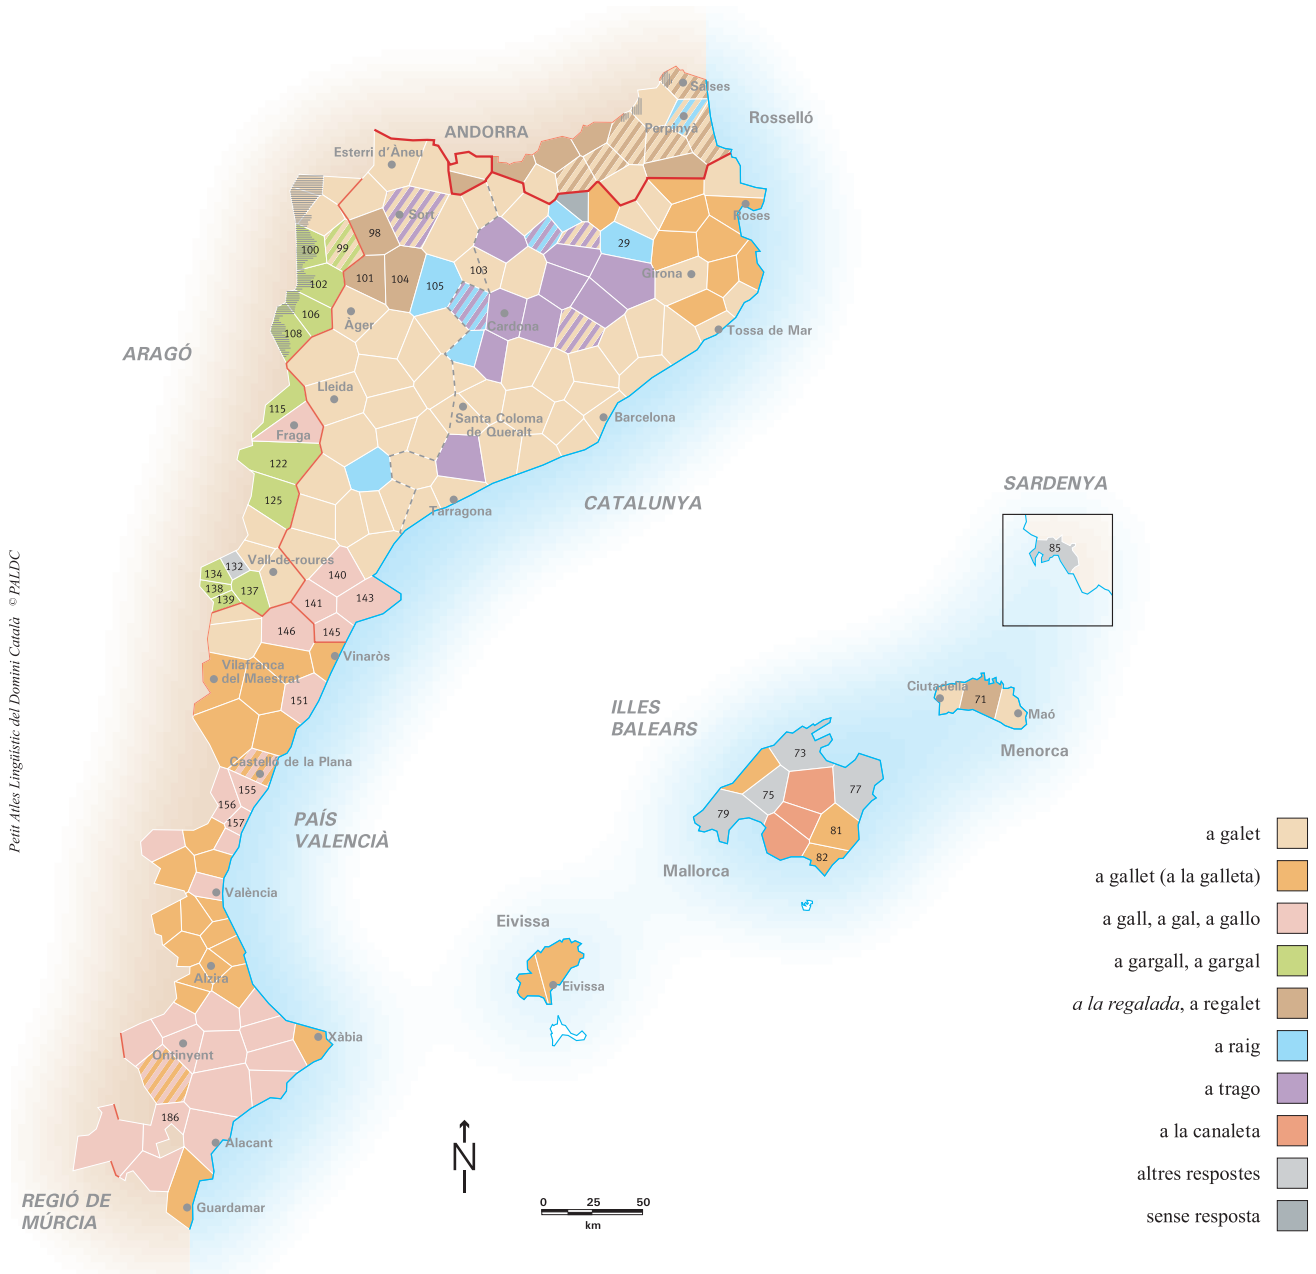 Salses
Rosselló
ANDORRA
Perpinyà
Esterri d'Àneu
Sort
Roses
98
29
100
99
103
Girona
101
104
105
102
106
Àger
Cardona
108
Tossa de Mar
ARAGÓ
Lleida
115
Santa Coloma
de Queralt
Barcelona
Fraga
122
SARDENYA
125
CATALUNYA
Tarragona
85
Vall-de-roures
132
134
140
138
137
139
141
143
146
145
Vinaròs
Vilafranca
del Maestrat
151
Ciutadella
71
Maó
ILLES
BALEARS
Menorca
73
Castelló de la Plana
155
75
77
156
79
157
PAÍS
VALENCIÀ
81
82
Mallorca
València
Eivissa
Alzira
Eivissa
Xàbia
Ontinyent
186
Alacant
N
REGIÓ DE
MÚRCIA
Guardamar
0 25 50
km
a galet
a gallet (a la galleta)
a gall, a gal, a gallo
a gargall, a gargal
a la regalada, a regalet
a raig
a trago
a la canaleta
altres respostes
sense resposta
Petit Atles Lingüístic del Domini Català © PALDC